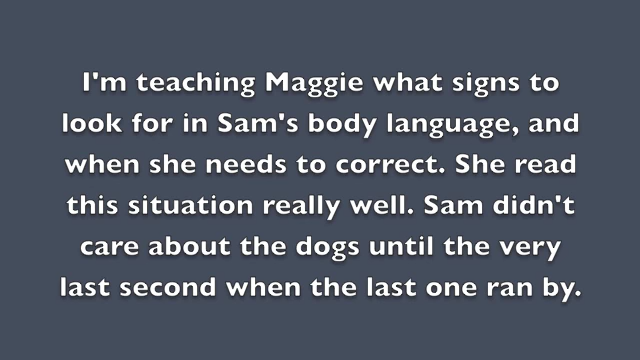 I'm teaching Maggie what signs to
look for in Sam's body language, and
when she needs to correct. She read
this situation really well. Sam didn't
care about the dogs until the very
last second when the last one ran by.